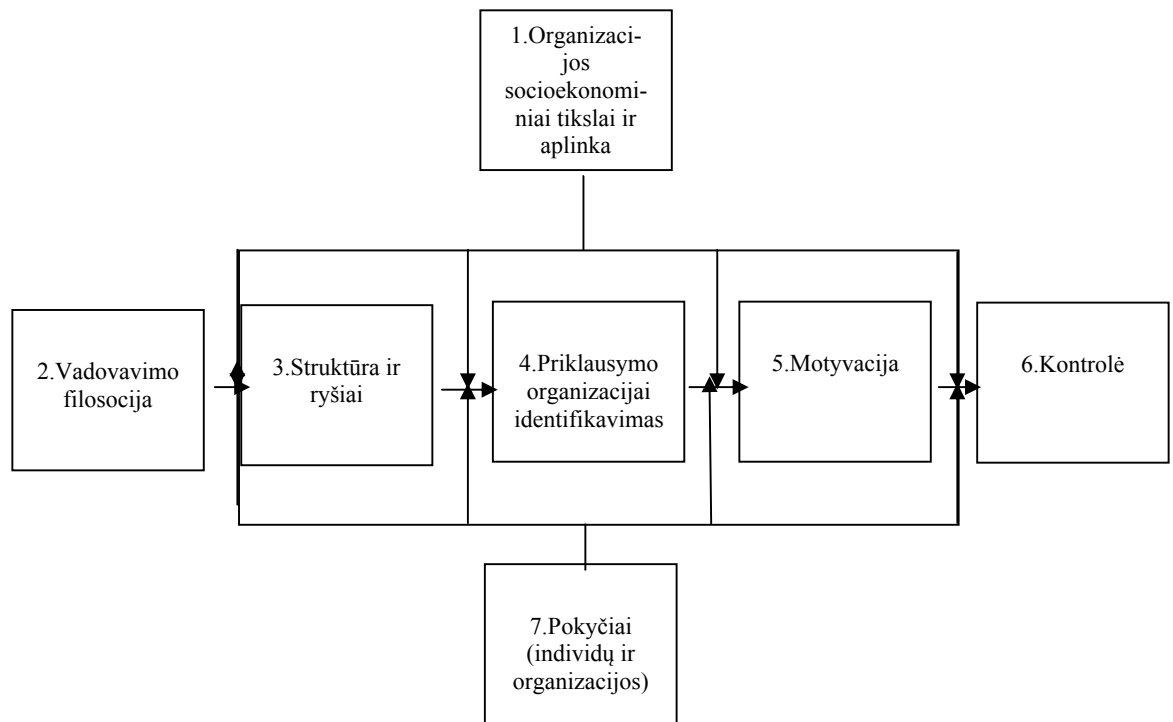 1.Organizaci-
jos
socioekonomi-
niai tikslai ir
aplinka
2.Vadovavimo
filosocija
3.Struktūra ir
ryšiai
4.Priklausymo
organizacijai
identifikavimas
5.Motyvacija
6.Kontrolė
7.Pokyčiai
(individų ir
organizacijos)